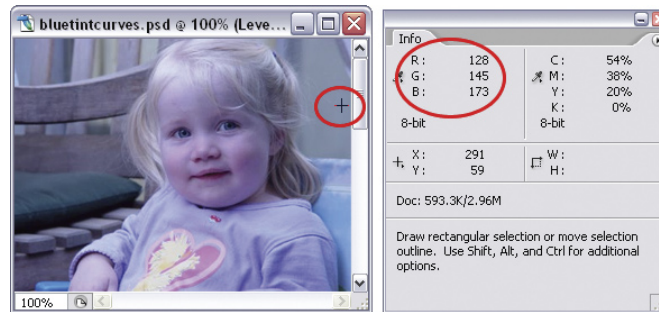 bluetintcurves.psd @ 100% (Leve...
100%
Info
R: 128
G: 145
B: 173
8-bit
C: 54%
M: 38%
Y: 20%
K: 0%
8-bit
X: 291
Y: 59
W:
H:
Doc: 593.3K/2.96M
Draw rectangular selection or move selection
outline. Use Shift, Alt, and Ctrl for additional
options.